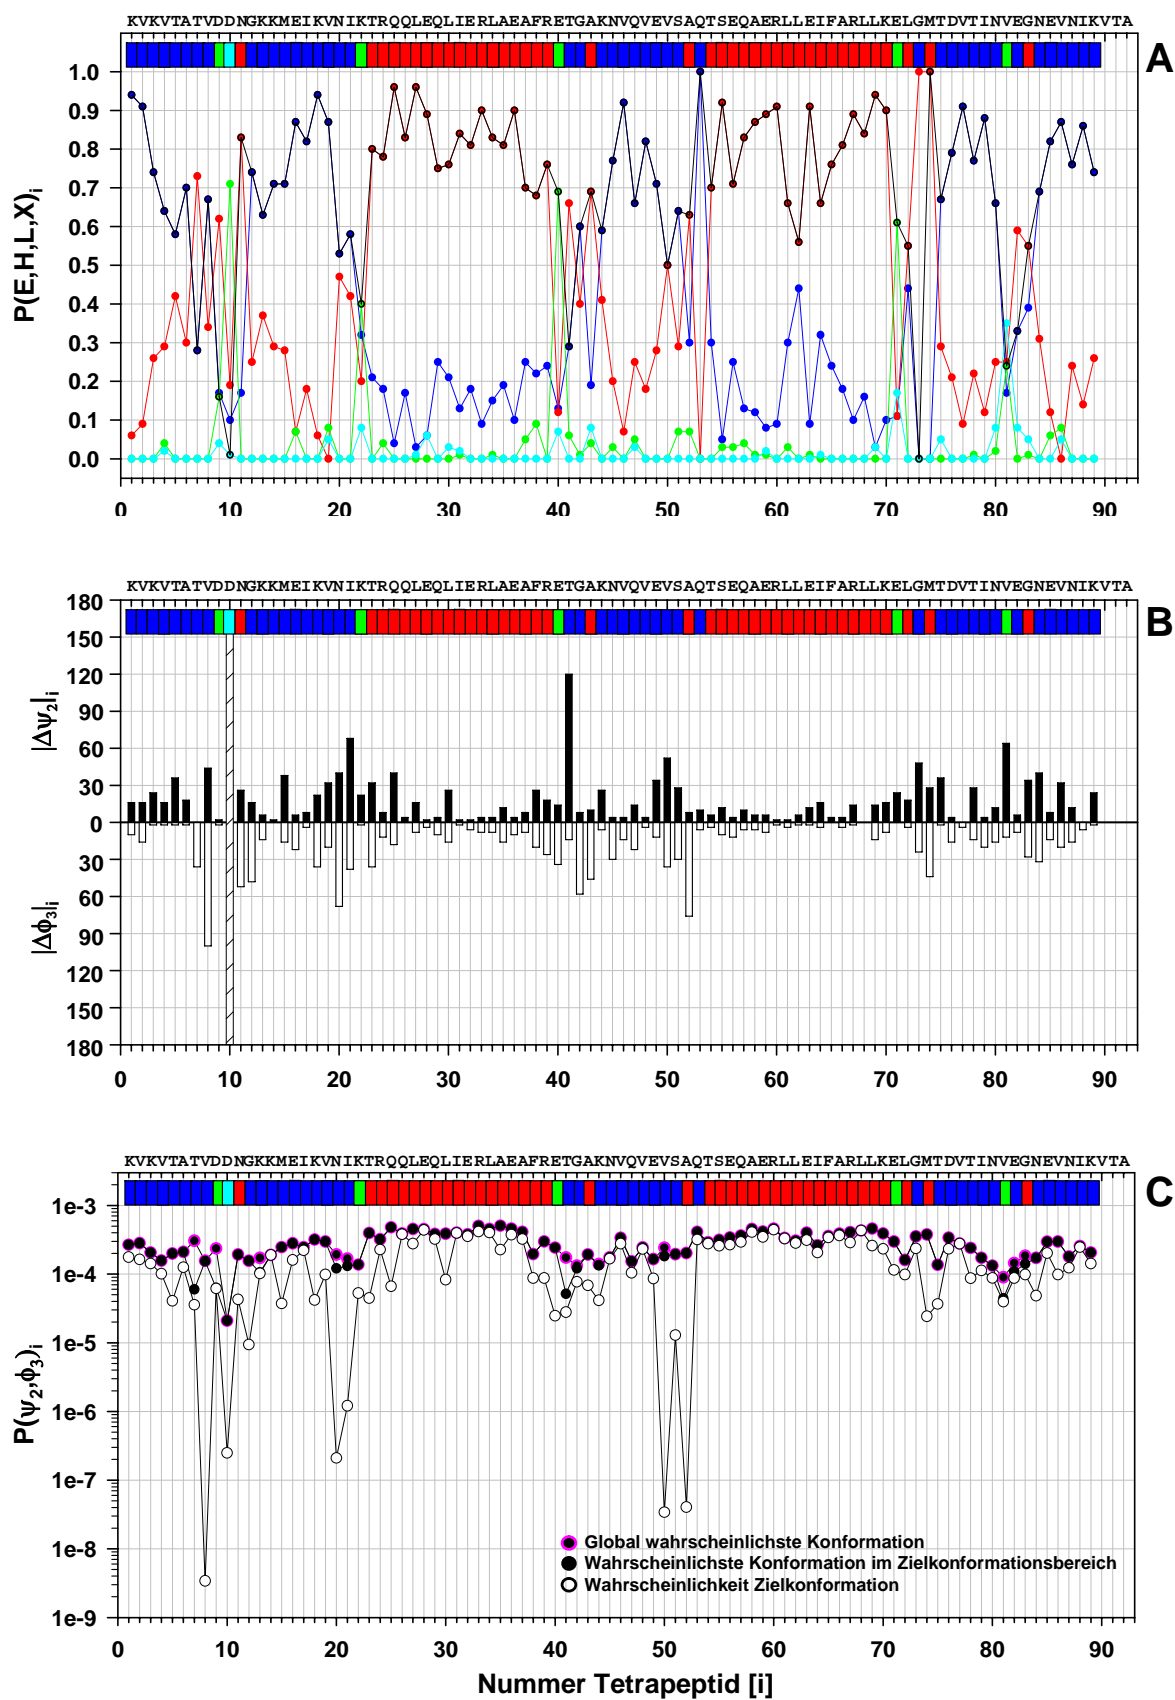 KVKVTATVDDNGKKMEIKVNIKTRQQLEQLIERLAEAFRETGAKNVQVEVSAQTSEQAERLLEIFARLLKELGMTDVTINVEGNEVNIKVTA
A
1.0
0.9
0.8
0.7
0.6
0.5
0.4
0.3
0.2
0.1
0.0
P(E,H,L,X)i
0 10 20 30 40 50 60 70 80 90
KVKVTATVDDNGKKMEIKVNIKTRQQLEQLIERLAEAFRETGAKNVQVEVSAQTSEQAERLLEIFARLLKELGMTDVTINVEGNEVNIKVTA
B
180
150
120
90
60
30
0
30
60
90
120
150
180
|Δψ2|i
|Δϕ3|i
0 10 20 30 40 50 60 70 80 90
KVKVTATVDDNGKKMEIKVNIKTRQQLEQLIERLAEAFRETGAKNVQVEVSAQTSEQAERLLEIFARLLKELGMTDVTINVEGNEVNIKVTA
C
1e-3
1e-4
1e-5
1e-6
1e-7
1e-8
1e-9
P(ψ2,ϕ3)i
Global wahrscheinlichste Konformation
Wahrscheinlichste Konformation im Zielkonformationsbereich
Wahrscheinlichkeit Zielkonformation
0 10 20 30 40 50 60 70 80 90
Nummer Tetrapeptid [i]